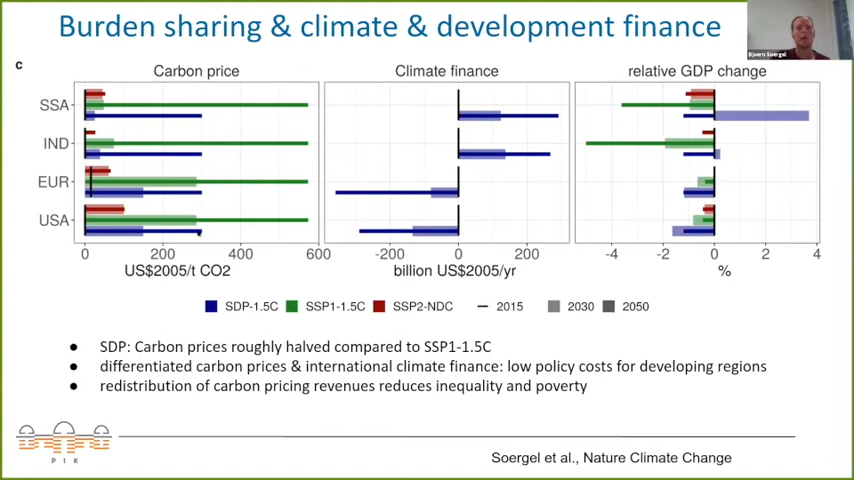 Burden sharing & climate & development finance
Bjoern Soergel
c
Carbon price
Climate finance
relative GDP change
SSA
IND
EUR
USA
0 200 400 600
-200 0 200
-4 -2 0 2 4
US$2005/t CO2
billion US$2005/yr
%
SDP-1.5C SSP1-1.5C SSP2-NDC 2015 2030 2050
● SDP: Carbon prices roughly halved compared to SSP1-1.5C
● differentiated carbon prices & international climate finance: low policy costs for developing regions
● redistribution of carbon pricing revenues reduces inequality and poverty
P I K
Soergel et al., Nature Climate Change